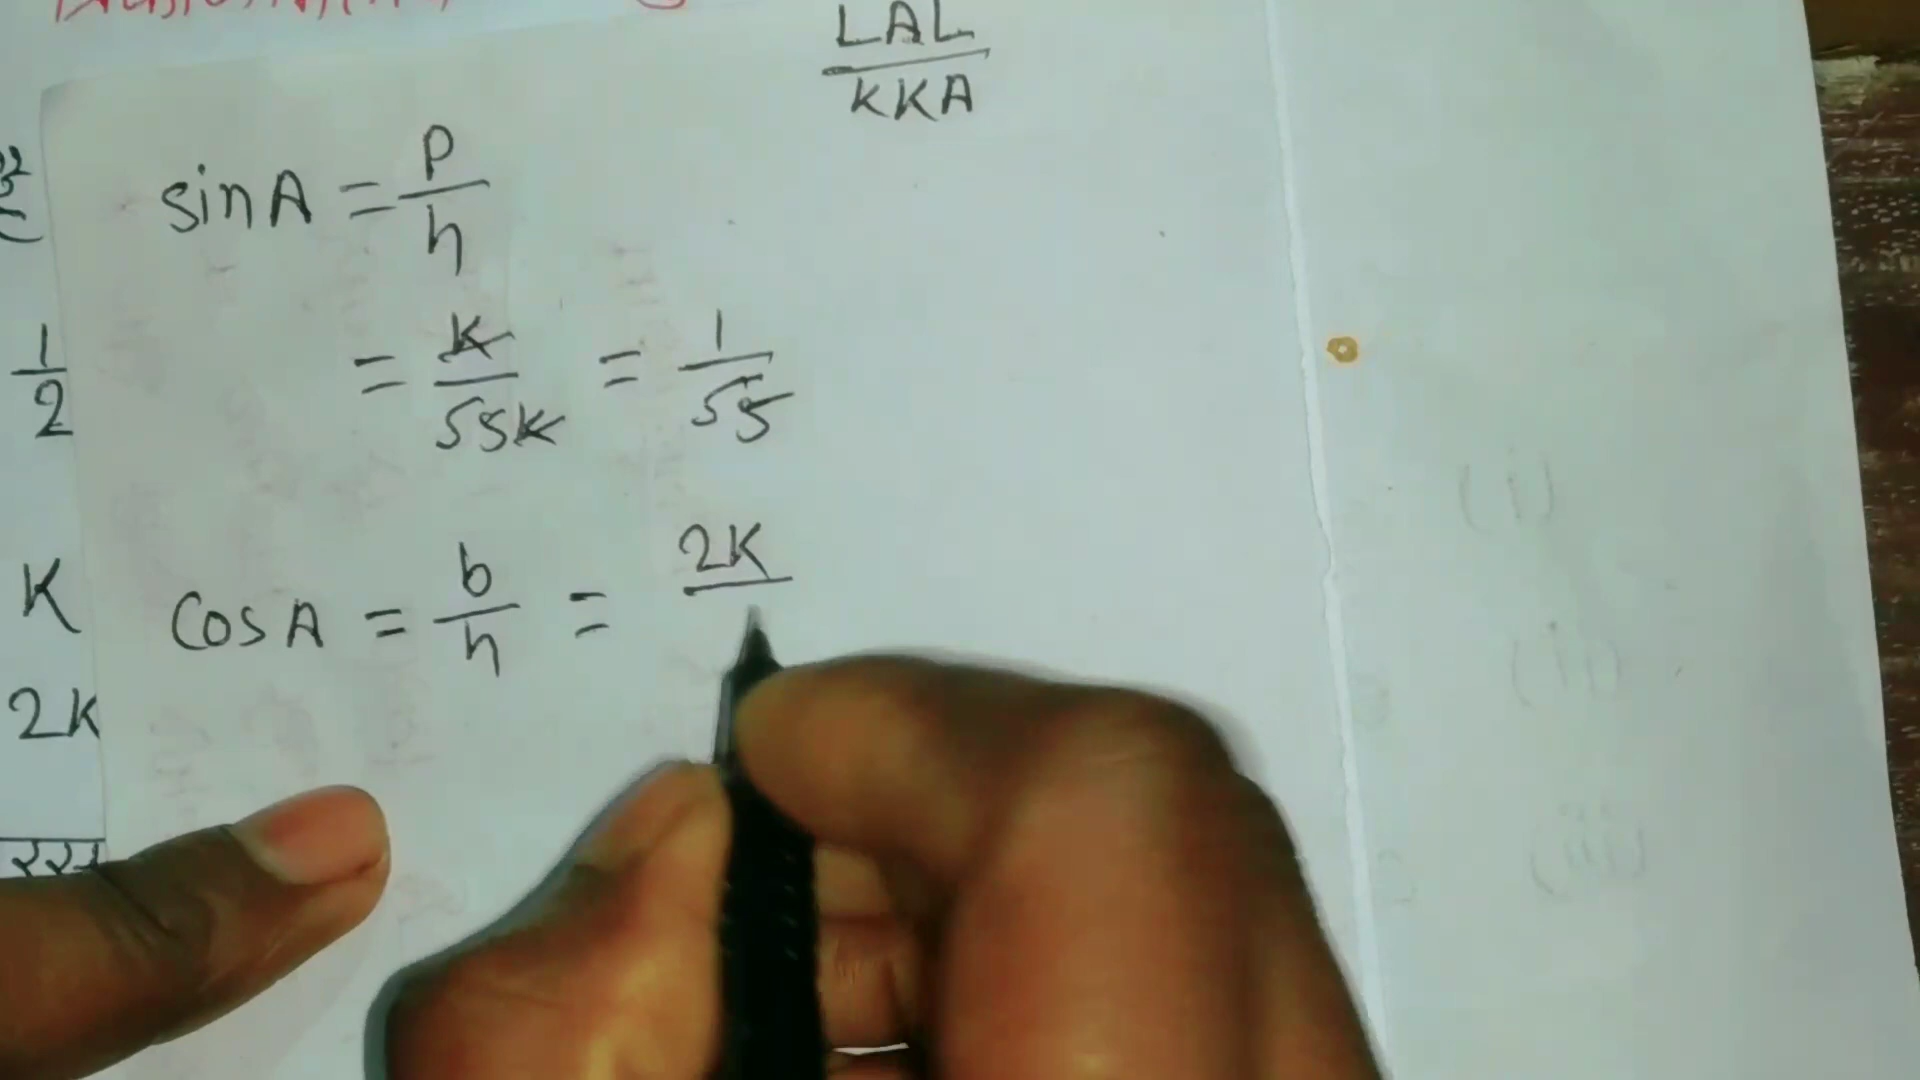 LAL
KKA
sin A = P/h
1/2
= K/√5K = 1/√5
K
cos A = b/h = 2K
2K